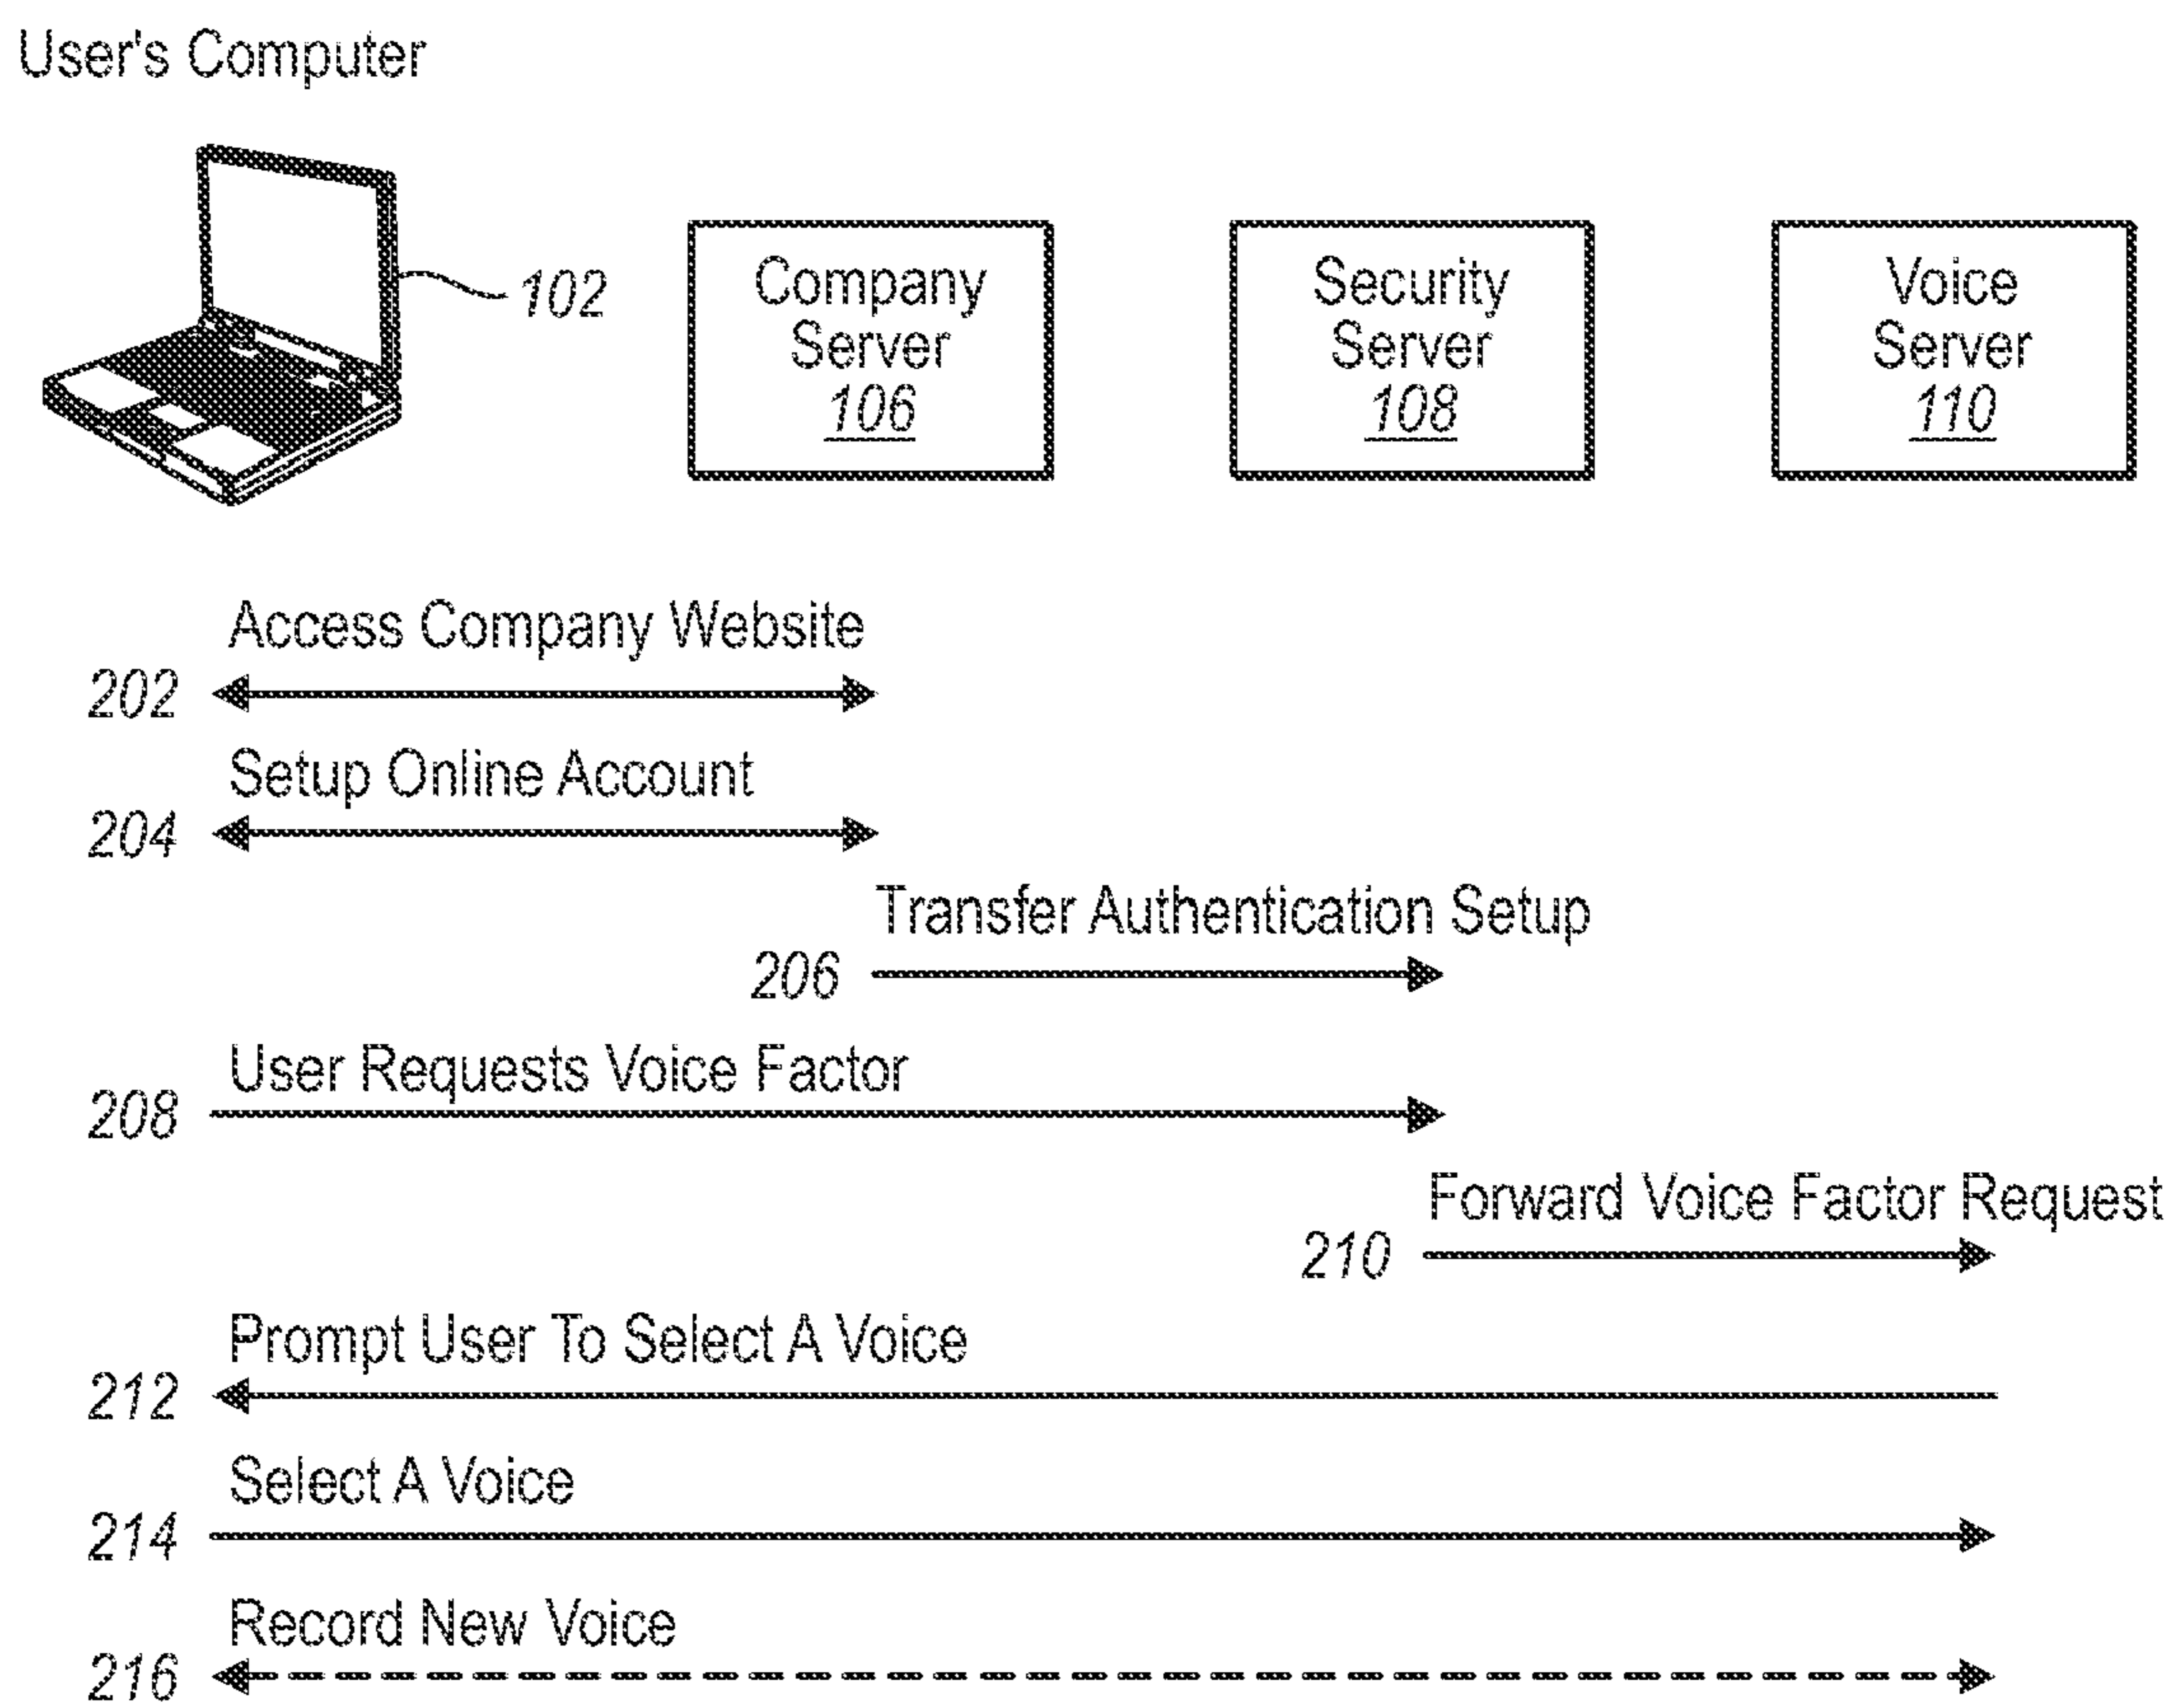 User's Computer
102
Company
Server
106
Security
Server
108
Voice
Server
110
Access Company Website
202
Setup Online Account
204
Transfer Authentication Setup
206
User Requests Voice Factor
208
Forward Voice Factor Request
210
Prompt User To Select A Voice
212
Select A Voice
214
Record New Voice
216